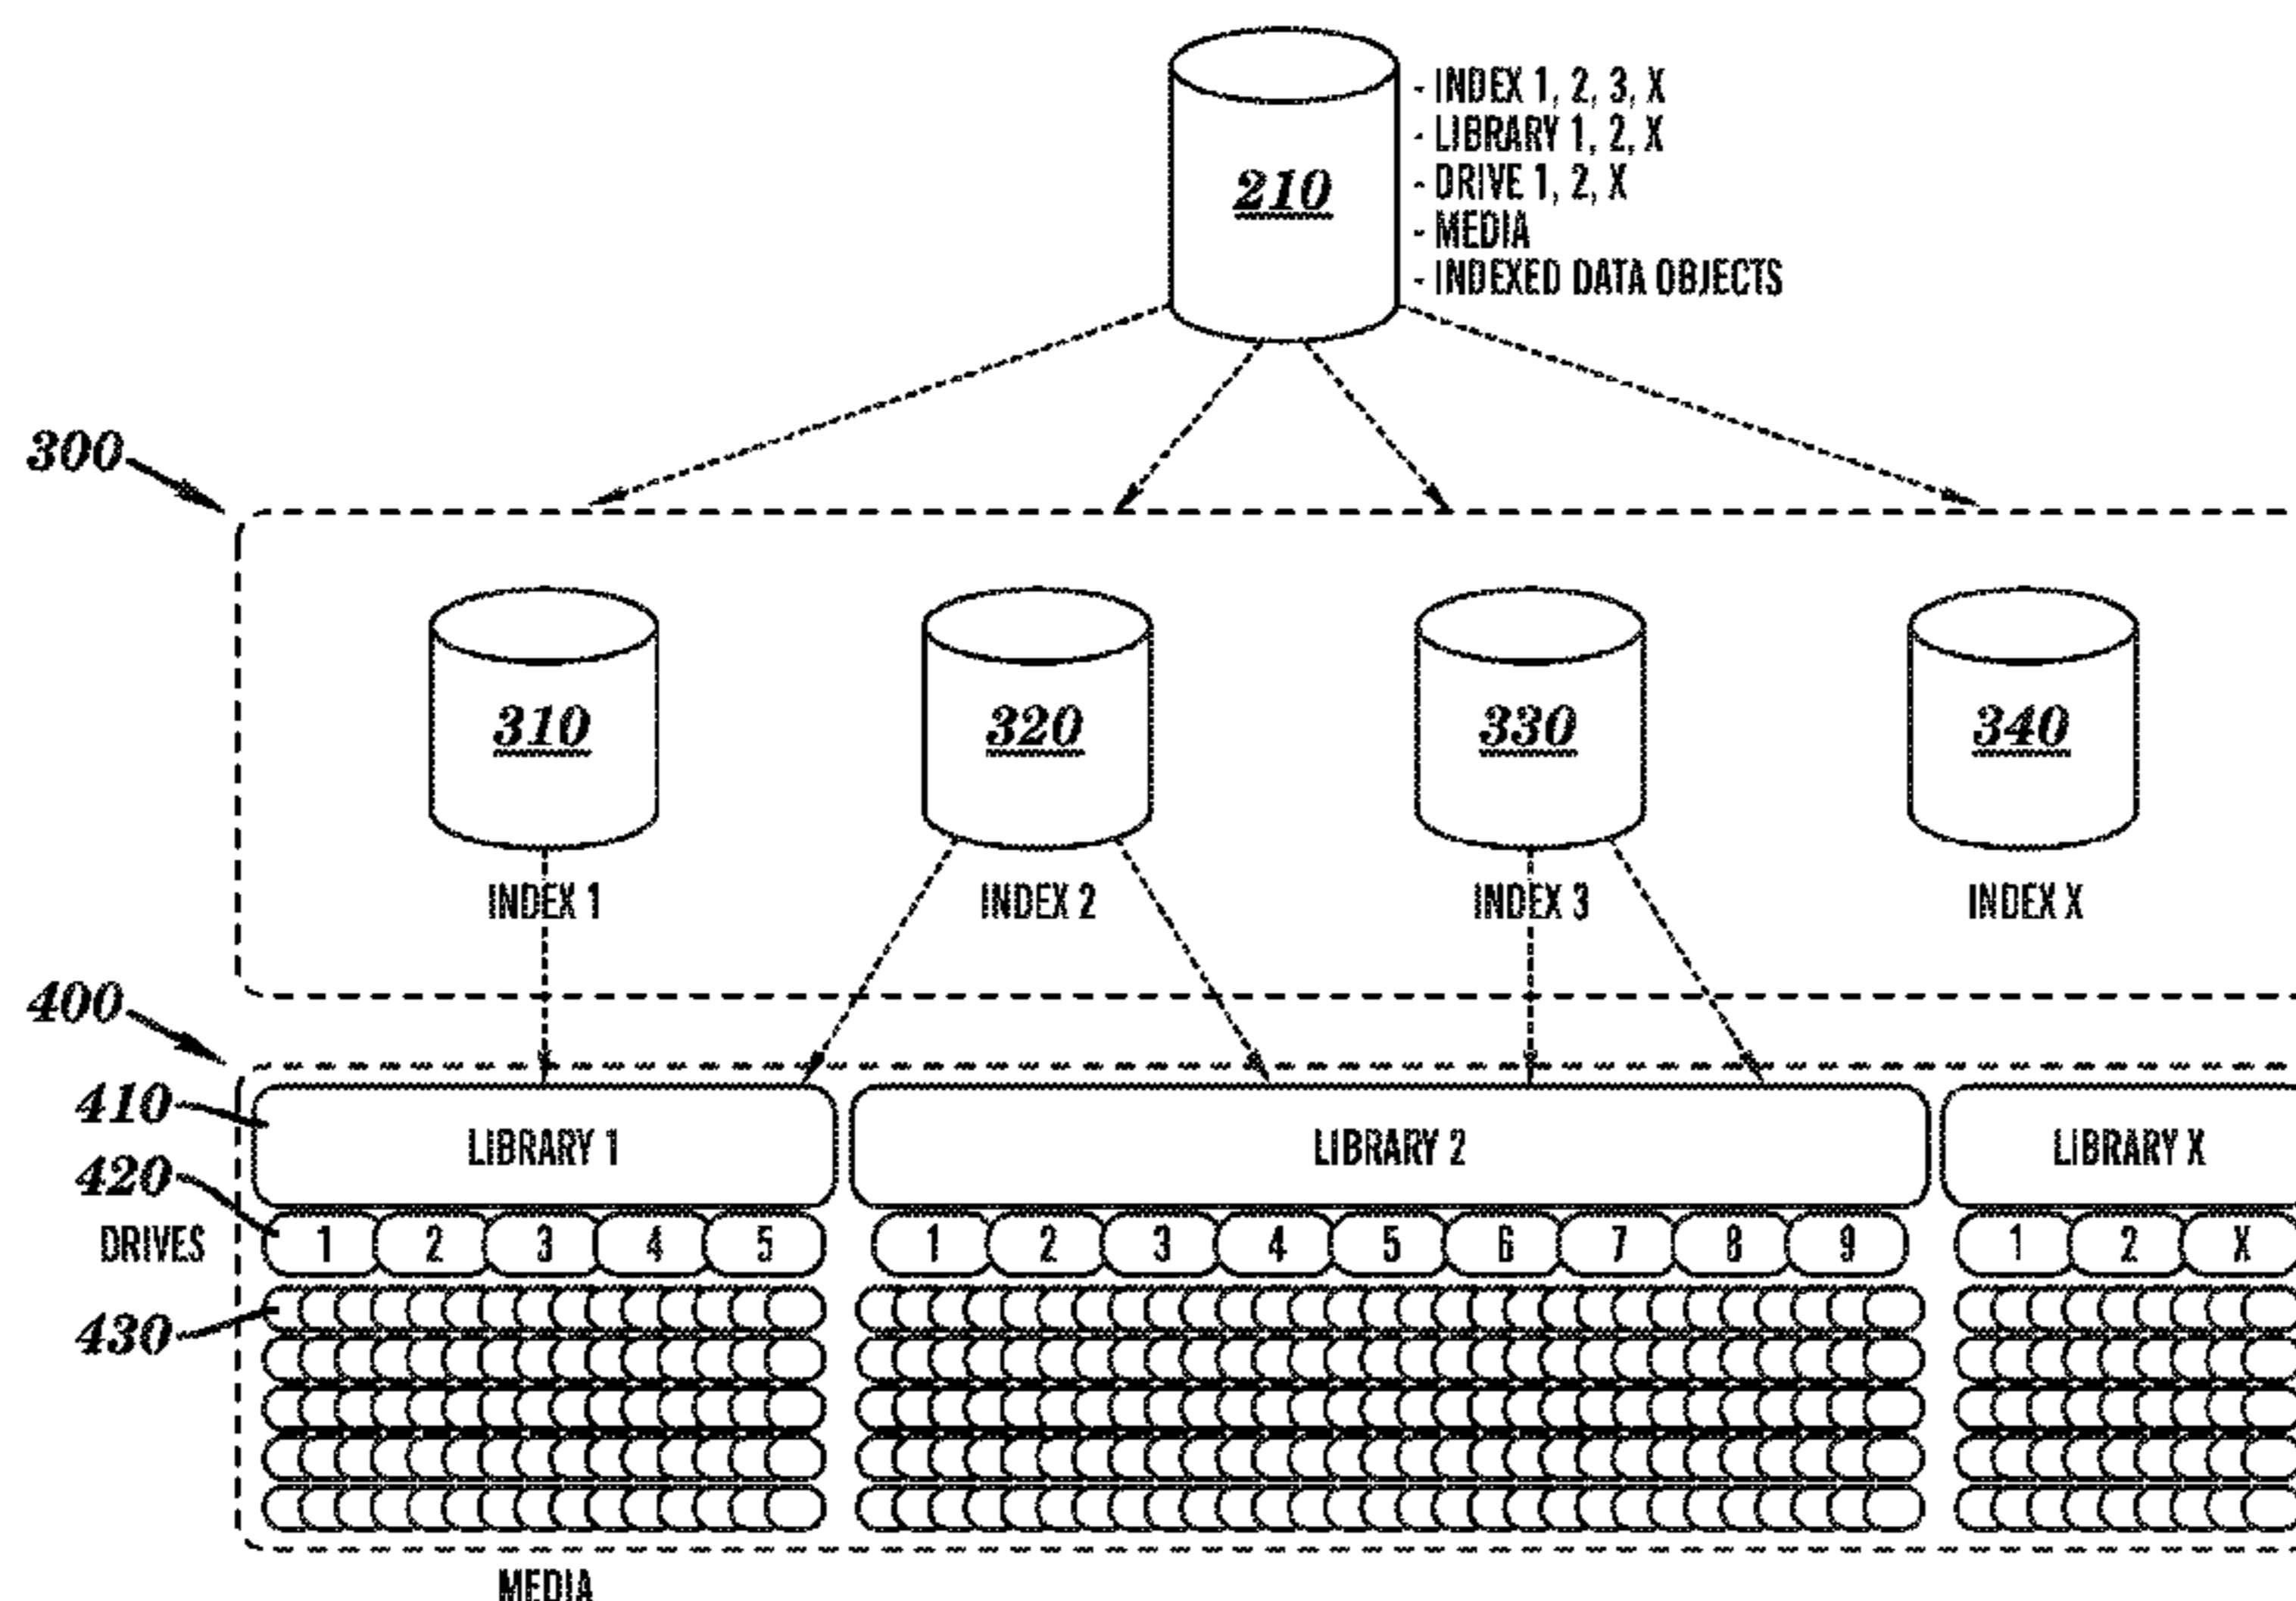 210
- INDEX 1, 2, 3, X
- LIBRARY 1, 2, X
- DRIVE 1, 2, X
- MEDIA
- INDEXED DATA OBJECTS
300
310
320
330
340
INDEX 1
INDEX 2
INDEX 3
INDEX X
400
410
LIBRARY 1
LIBRARY 2
LIBRARY X
420
DRIVES
1 2 3 4 5
1 2 3 4 5 6 7 8 9
1 2 X
430
MEDIA